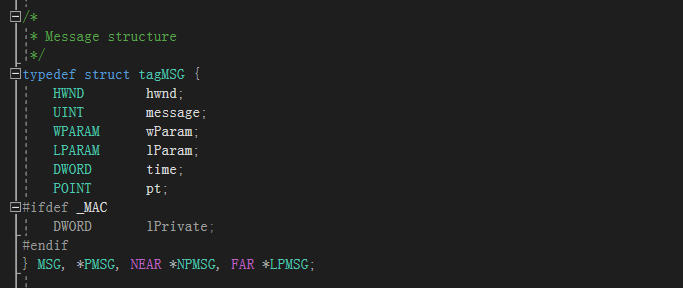 /*
* Message structure
*/
typedef struct tagMSG {
HWND        hwnd;
UINT        message;
WPARAM      wParam;
LPARAM      lParam;
DWORD       time;
POINT       pt;
#ifdef _MAC
DWORD       lPrivate;
#endif
} MSG, *PMSG, NEAR *NPMSG, FAR *LPMSG;